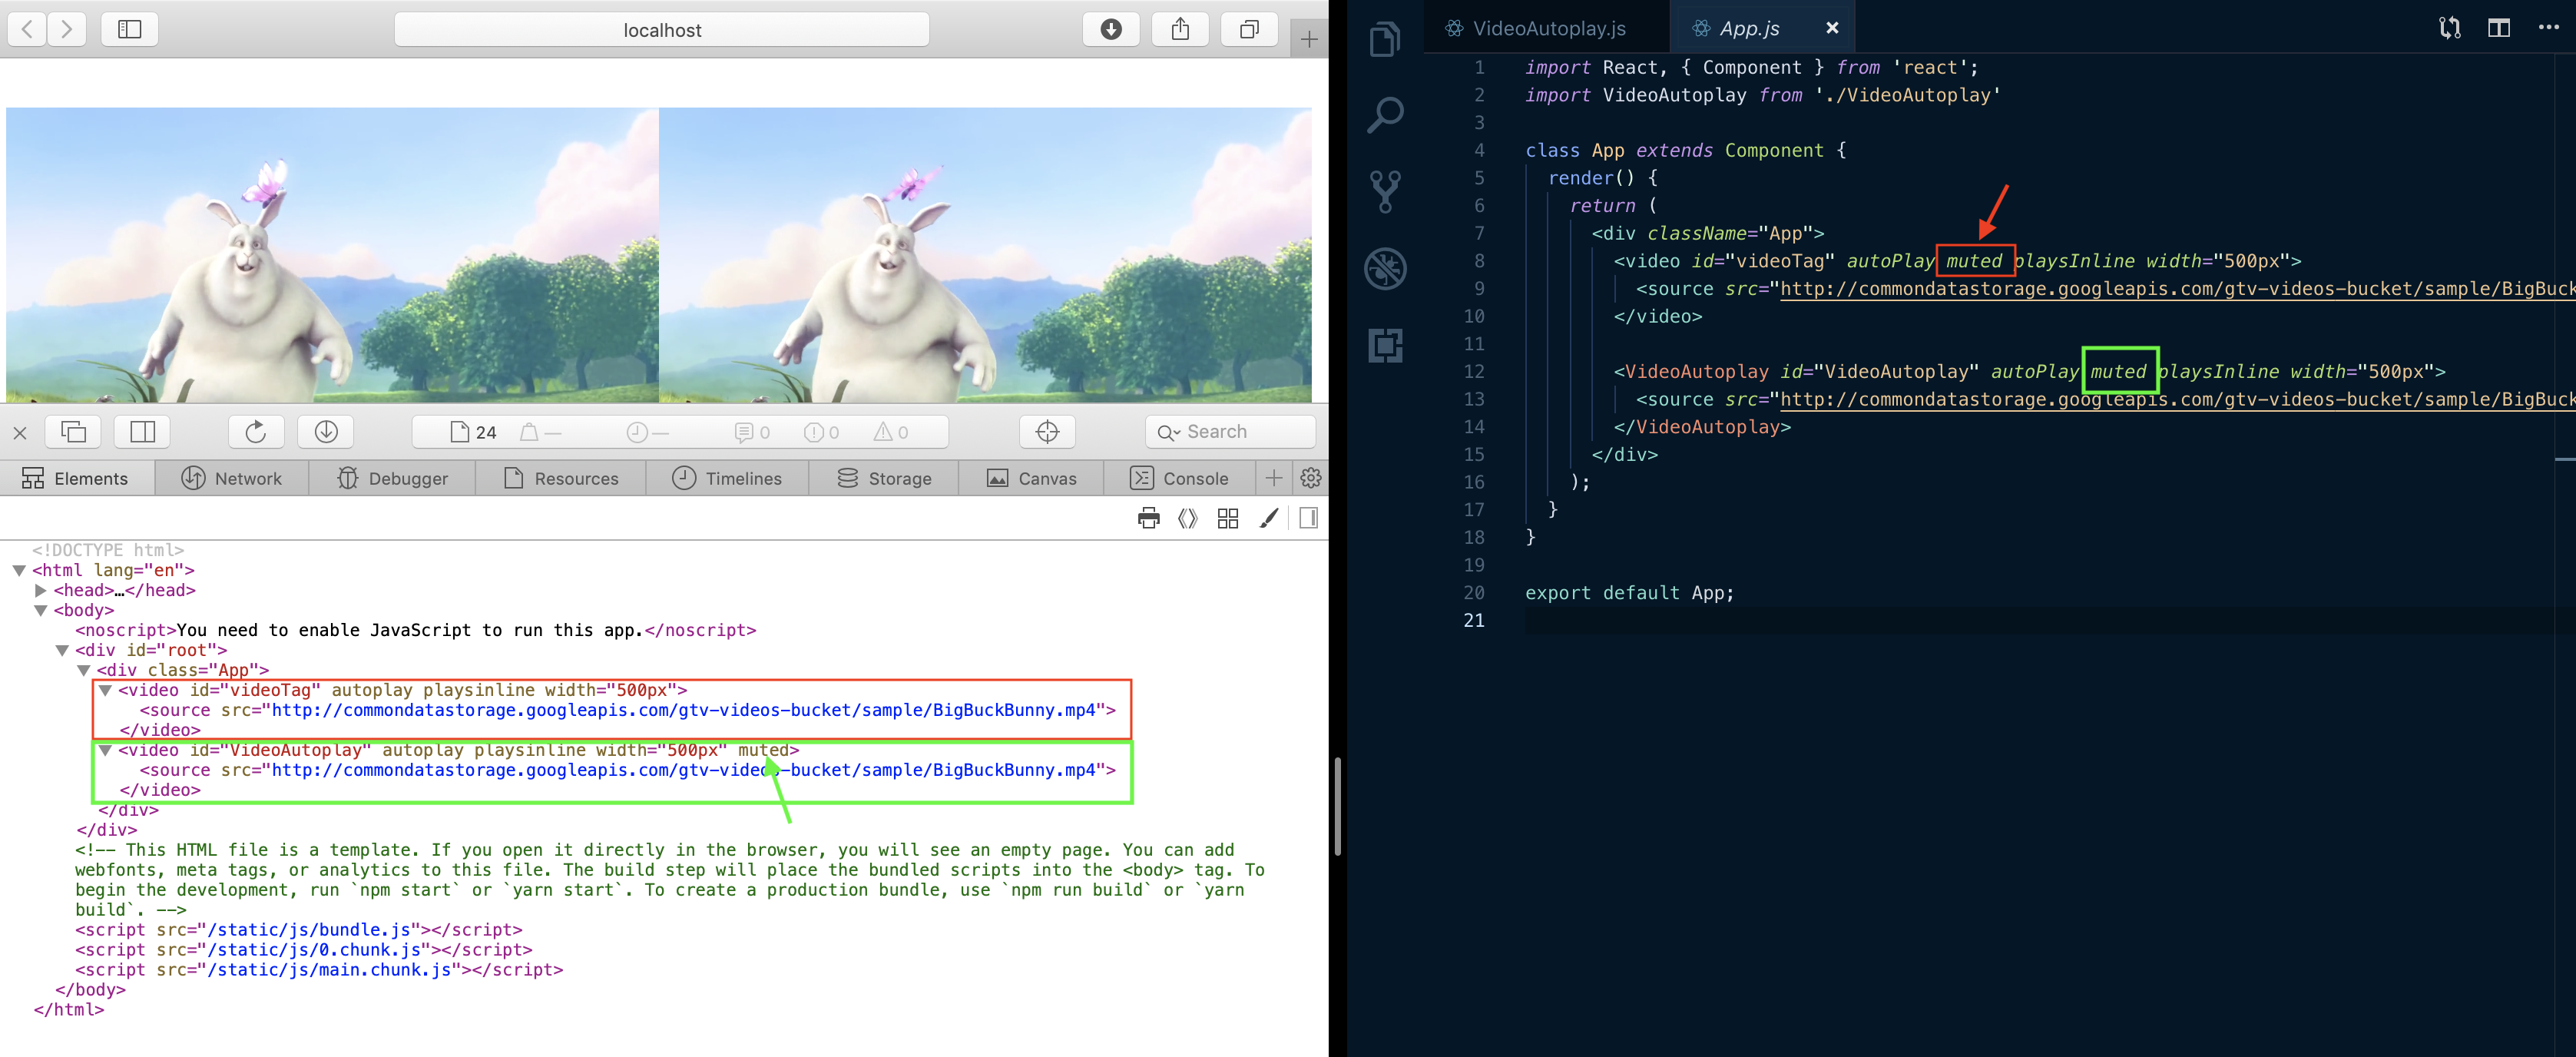 localhost
24
—
—
0
0
0
Search
Elements
Network
Debugger
Resources
Timelines
Storage
Canvas
Console
<!DOCTYPE html>
<html lang="en">
<head>…</head>
<body>
<noscript>You need to enable JavaScript to run this app.</noscript>
<div id="root">
<div class="App">
<video id="videoTag" autoplay playsinline width="500px">
<source src="http://commondatastorage.googleapis.com/gtv-videos-bucket/sample/BigBuckBunny.mp4">
</video>
<video id="VideoAutoplay" autoplay playsinline width="500px" muted>
<source src="http://commondatastorage.googleapis.com/gtv-videos-bucket/sample/BigBuckBunny.mp4">
</video>
</div>
</div>
<!-- This HTML file is a template. If you open it directly in the browser, you will see an empty page. You can add
webfonts, meta tags, or analytics to this file. The build step will place the bundled scripts into the <body> tag. To
begin the development, run `npm start` or `yarn start`. To create a production bundle, use `npm run build` or `yarn
build`. -->
<script src="/static/js/bundle.js"></script>
<script src="/static/js/0.chunk.js"></script>
<script src="/static/js/main.chunk.js"></script>
</body>
</html>
VideoAutoplay.js
App.js
1 import React, { Component } from 'react';
2 import VideoAutoplay from './VideoAutoplay'
3
4 class App extends Component {
5 render() {
6 return (
7 <div className="App">
8 <video id="videoTag" autoPlay muted playsInline width="500px">
9 <source src="http://commondatastorage.googleapis.com/gtv-videos-bucket/sample/BigBuck
10 </video>
11
12 <VideoAutoplay id="VideoAutoplay" autoPlay muted playsInline width="500px">
13 <source src="http://commondatastorage.googleapis.com/gtv-videos-bucket/sample/BigBuck
14 </VideoAutoplay>
15 </div>
16 );
17 }
18 }
19
20 export default App;
21